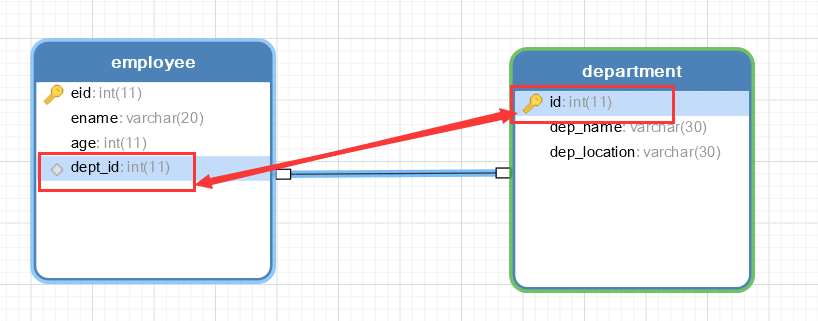 employee
eid: int(11)
ename: varchar(20)
age: int(11)
dept_id: int(11)
department
id: int(11)
dep_name: varchar(30)
dep_location: varchar(30)